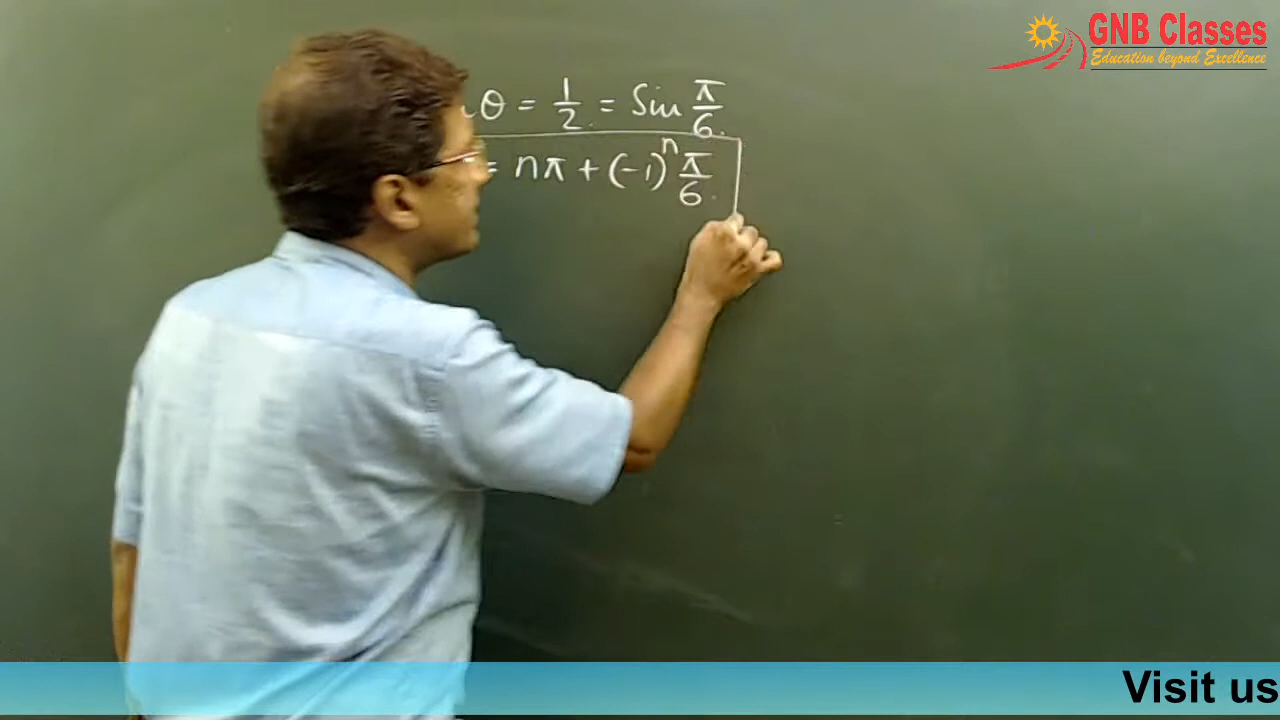 GNB Classes
Education beyond Excellence
θ = 1/2 = Sin π/6
= nπ + (-1)^n π/6
Visit us